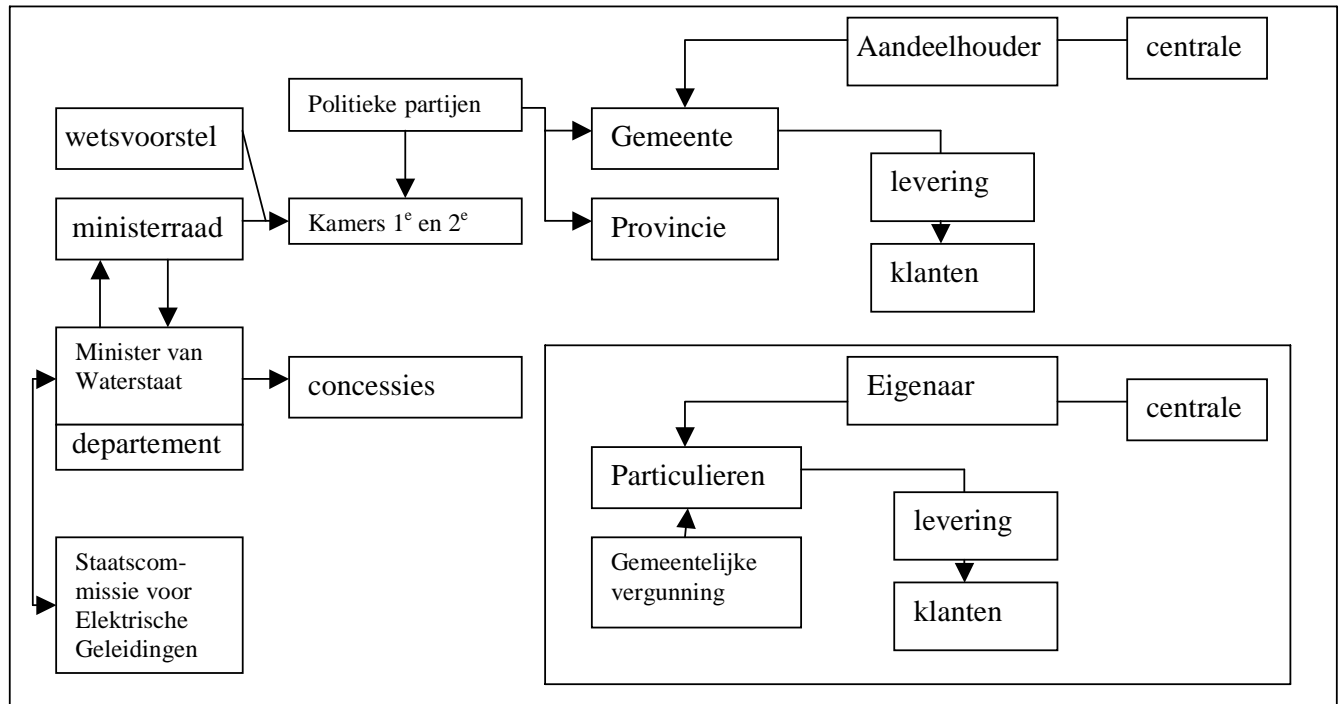 Aandeelhouder
centrale
Politieke partijen
wetsvoorstel
Gemeente
levering
ministerraad
Kamers 1e en 2e
Provincie
klanten
Minister van
Waterstaat
departement
concessies
Eigenaar
centrale
Particulieren
levering
Gemeentelijke
vergunning
klanten
Staatscom-
missie voor
Elektrische
Geleidingen